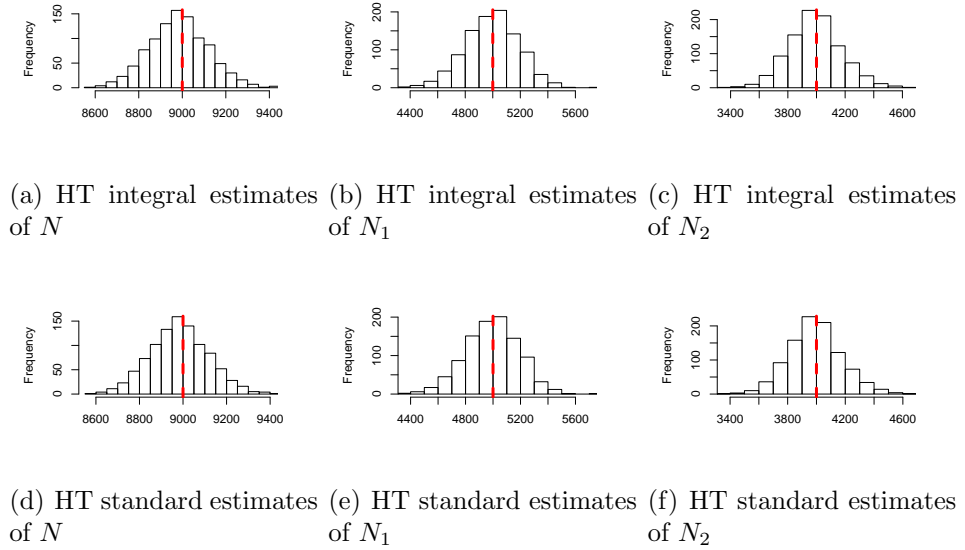 Frequency
0
50
150
8600 8800 9000 9200 9400
Frequency
0
100
200
4400 4800 5200 5600
Frequency
0
100
200
3400 3800 4200 4600
(a) HT integral estimates of N
(b) HT integral estimates of N₁
(c) HT integral estimates of N₂
Frequency
0
50
150
8600 8800 9000 9200 9400
Frequency
0
100
200
4400 4800 5200 5600
Frequency
0
100
200
3400 3800 4200 4600
(d) HT standard estimates of N
(e) HT standard estimates of N₁
(f) HT standard estimates of N₂